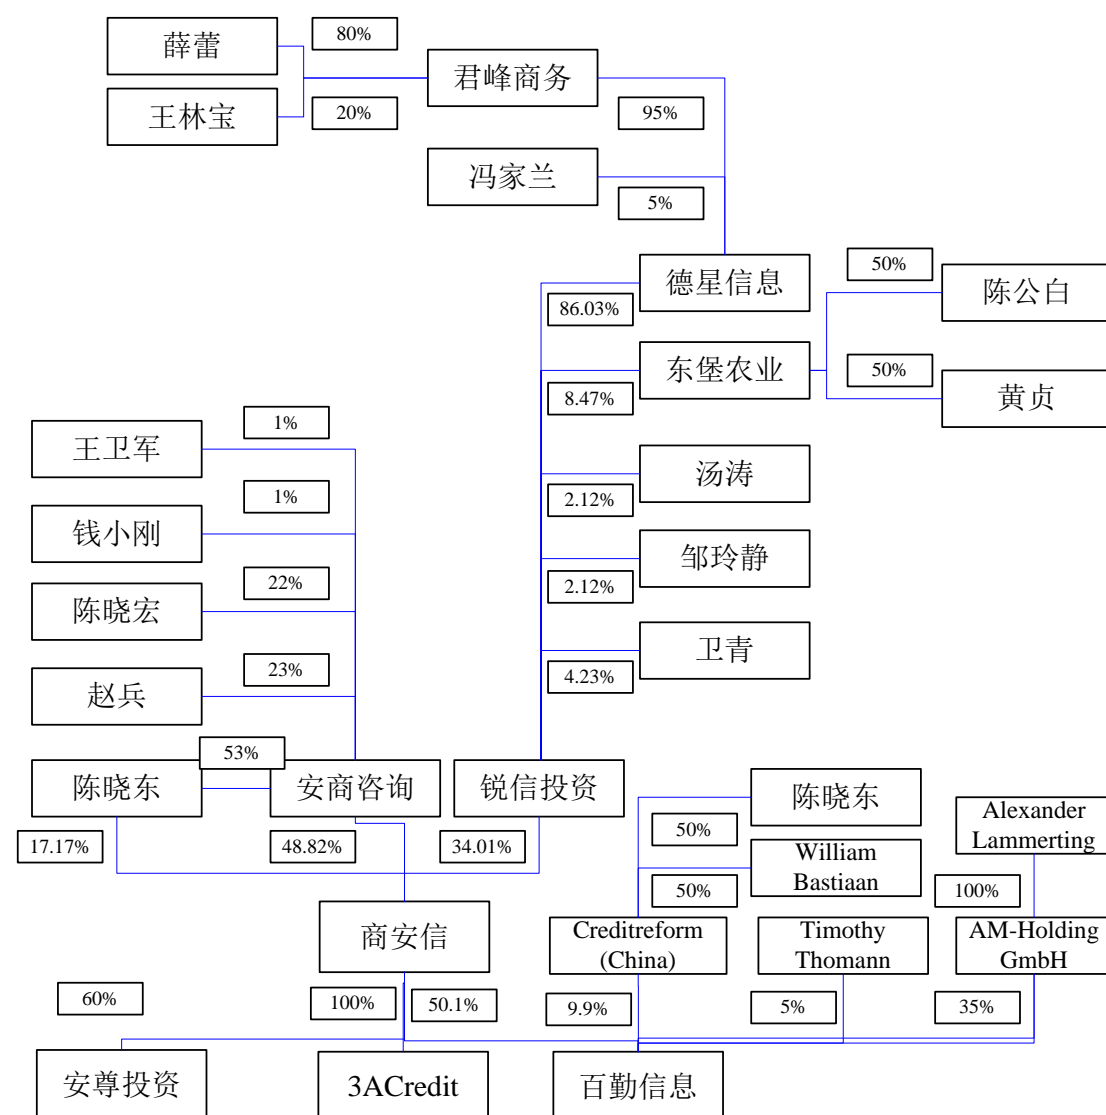 薛蕾
80%
君峰商务
王林宝
20%
95%
冯家兰
5%
德星信息
50%
陈公白
86.03%
东堡农业
50%
黄贞
8.47%
1%
王卫军
汤涛
1%
2.12%
钱小刚
邹玲静
22%
2.12%
陈晓宏
卫青
23%
4.23%
赵兵
53%
陈晓东
安商咨询
锐信投资
陈晓东
Alexander
Lammerting
17.17%
48.82%
34.01%
50%
William
Bastiaan
50%
100%
商安信
Creditreform
(China)
Timothy
Thomann
AM-Holding
GmbH
60%
100%
50.1%
9.9%
5%
35%
安尊投资
3ACredit
百勤信息